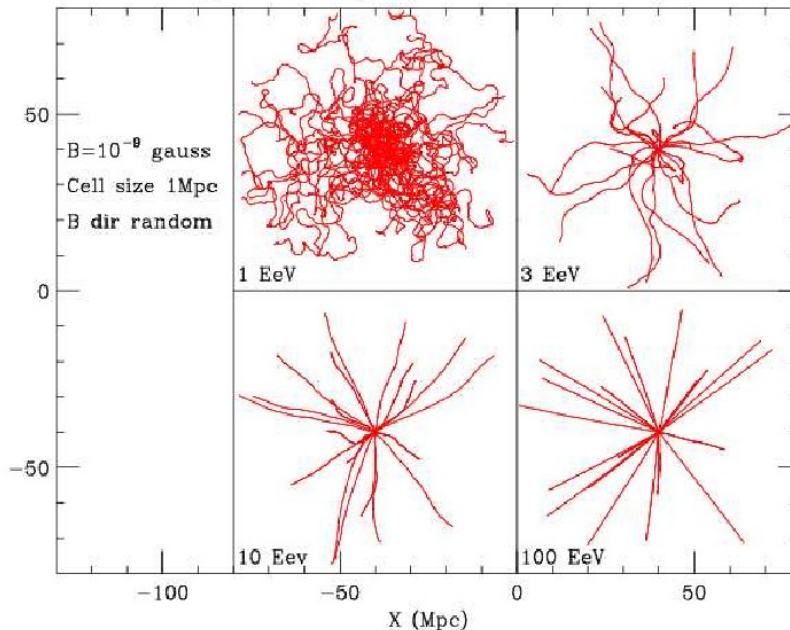 50
0
−50
B=10⁻⁹ gauss
Cell size 1Mpc
B dir random
1 EeV
3 EeV
10 Eev
100 EeV
−100
−50
0
50
X (Mpc)